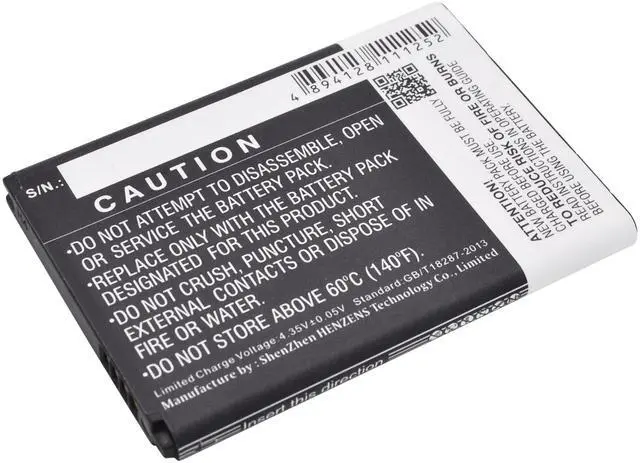 S/N.:
4 894128 111252
CAUTION
•DO NOT ATTEMPT TO DISASSEMBLE, OPEN
OR SERVICE THE BATTERY PACK.
•REPLACE ONLY WITH THE BATTERY PACK
DESIGNATED FOR THIS PRODUCT.
•DO NOT CRUSH, PUNCTURE, SHORT
EXTERNAL CONTACTS OR DISPOSE OF IN
FIRE OR WATER.
•DO NOT STORE ABOVE 60°C (140°F).
Limited Charge Voltage:4.35V±0.05V Standard:GB/T18287-2013
Manufacture by:ShenZhen HENZENS Technology Co., Limited
Insert this direction
ATTENTION!
NEW BATTERY PACK MUST BE FULLY
CHARGED BEFORE USE.
TO REDUCE RISK OF FIRE OR BURNS
READ INSTRUCTIONS IN OPERATING GUIDE
BEFORE USING THE BATTERY.